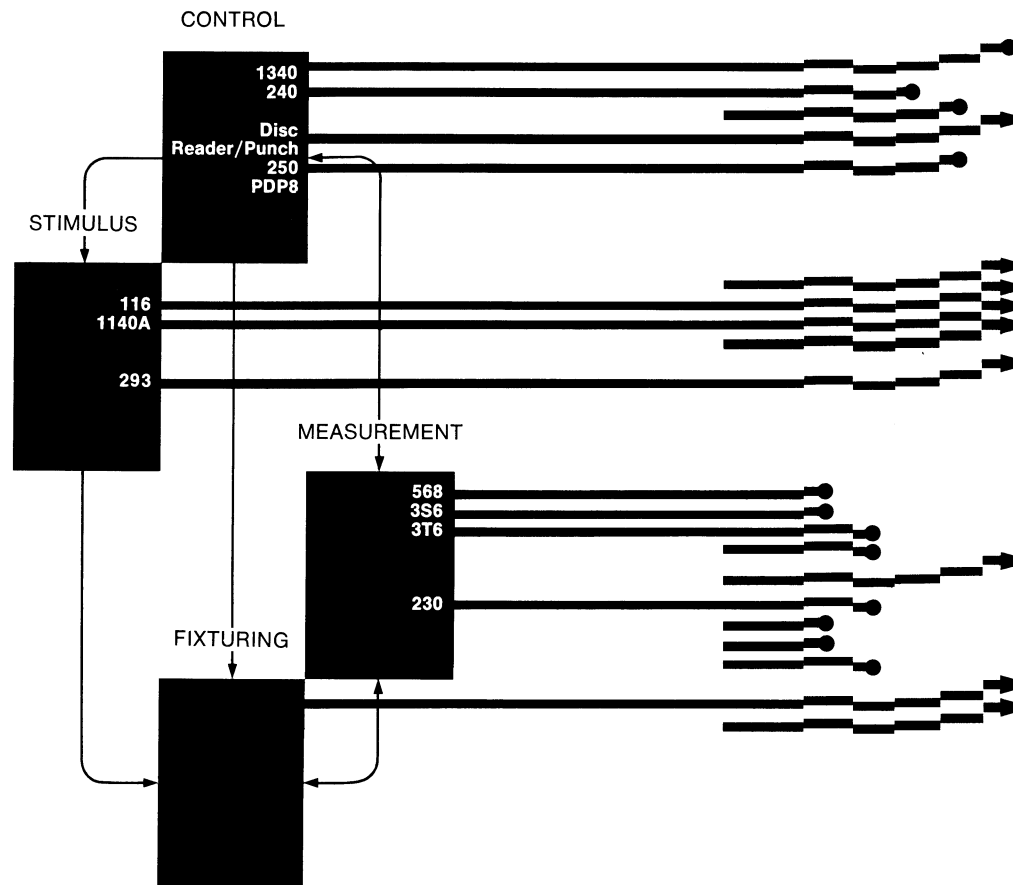 CONTROL
1340
240
Disc
Reader/Punch
250
PDP8
STIMULUS
116
1140A
293
MEASUREMENT
568
3S6
3T6
230
FIXTURING